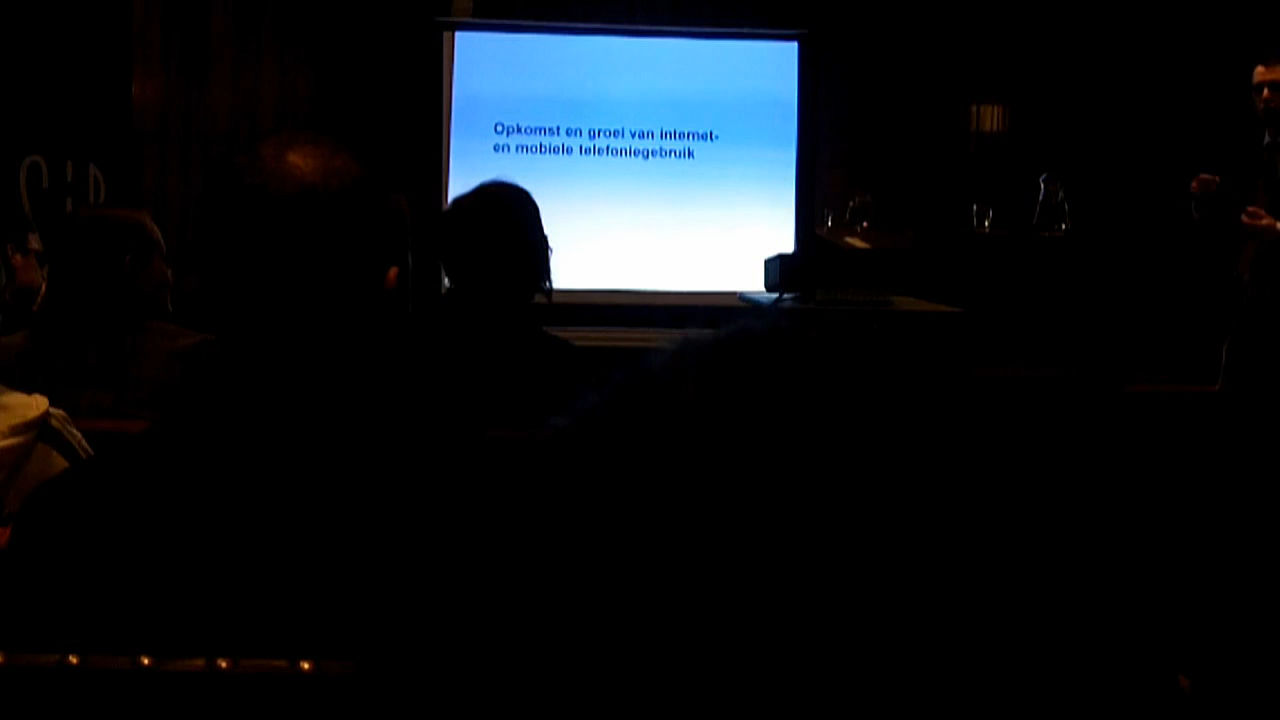 Opkomst en groei van internet-
en mobiele telefoniegebruik